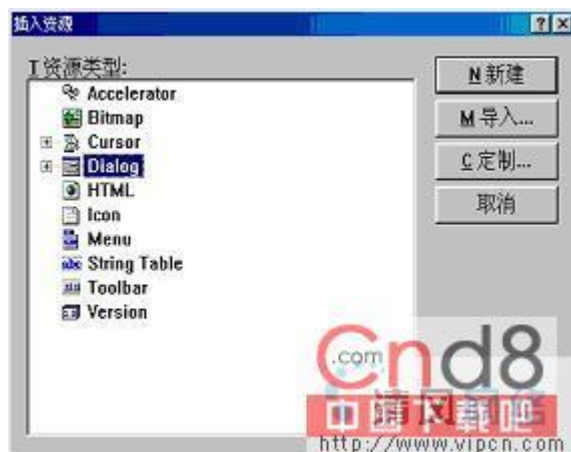 插入资源
T资源类型:
Accelerator
Bitmap
Cursor
Dialog
HTML
Icon
Menu
abc String Table
Toolbar
Version
N新建
M导入...
C定制...
取消
.com
Cnd8
http://www.vipcn.com